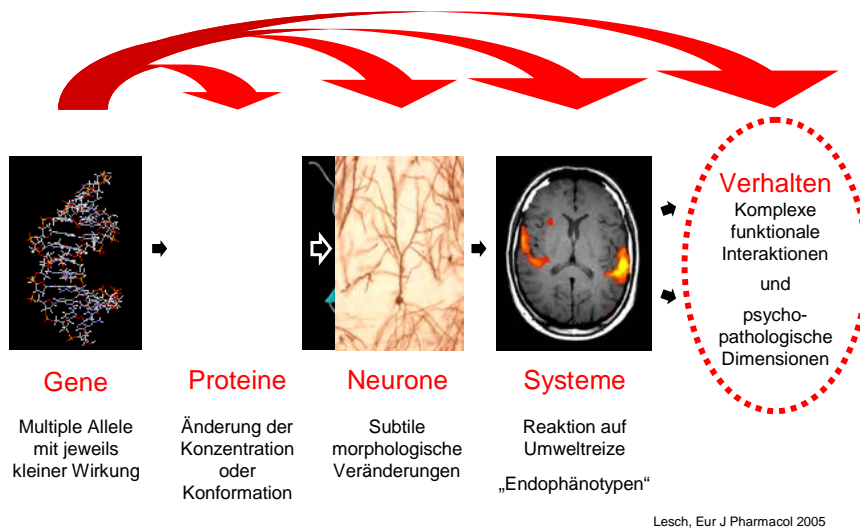 Gene
Multiple Allele
mit jeweils
kleiner Wirkung
Proteine
Änderung der
Konzentration
oder
Konformation
Neurone
Subtile
morphologische
Veränderungen
Systeme
Reaktion auf
Umweltreize
„Endophänotypen“
Verhalten
Komplexe
funktionale
Interaktionen
und
psycho-
pathologische
Dimensionen
Lesch, Eur J Pharmacol 2005